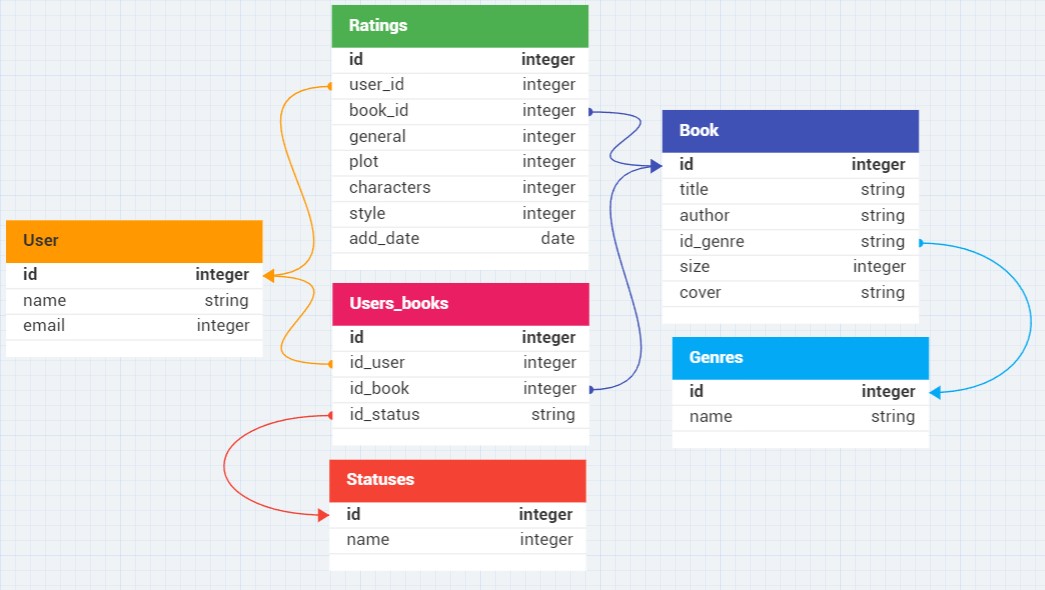 Ratings
id integer
user_id integer
book_id integer
general integer
plot integer
characters integer
style integer
add_date date
User
id integer
name string
email integer
Users_books
id integer
id_user integer
id_book integer
id_status string
Statuses
id integer
name integer
Book
id integer
title string
author string
id_genre string
size integer
cover string
Genres
id integer
name string